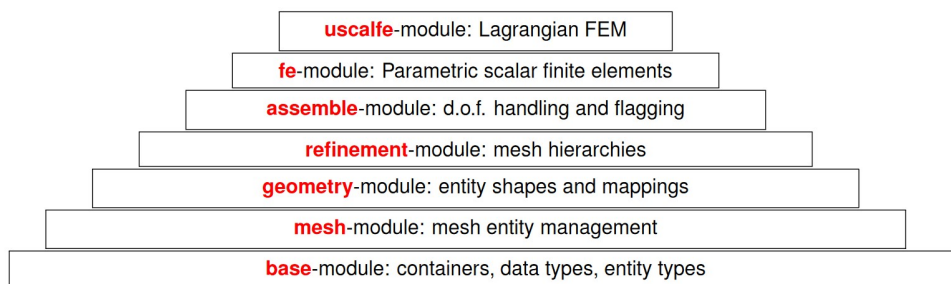 uscalfe-module: Lagrangian FEM
fe-module: Parametric scalar finite elements
assemble-module: d.o.f. handling and flagging
refinement-module: mesh hierarchies
geometry-module: entity shapes and mappings
mesh-module: mesh entity management
base-module: containers, data types, entity types